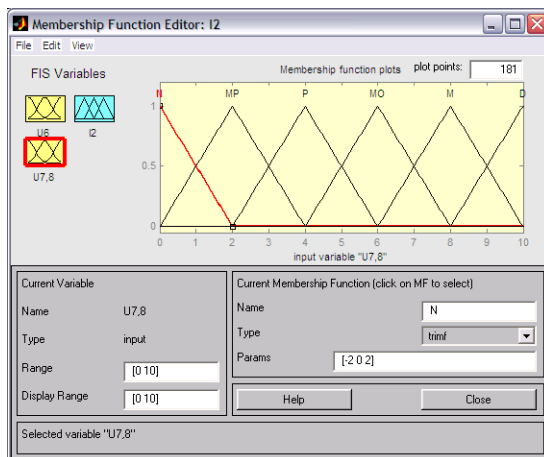 Membership Function Editor: I2
File Edit View
FIS Variables
U6
I2
U7,8
Membership function plots
plot points: 181
N MP P MO M D
1
0.5
0
0 1 2 3 4 5 6 7 8 9 10
input variable "U7,8"
Current Variable
Name U7,8
Type input
Range [0 10]
Display Range [0 10]
Current Membership Function (click on MF to select)
Name N
Type trimf
Params [-2 0 2]
Help
Close
Selected variable "U7,8"